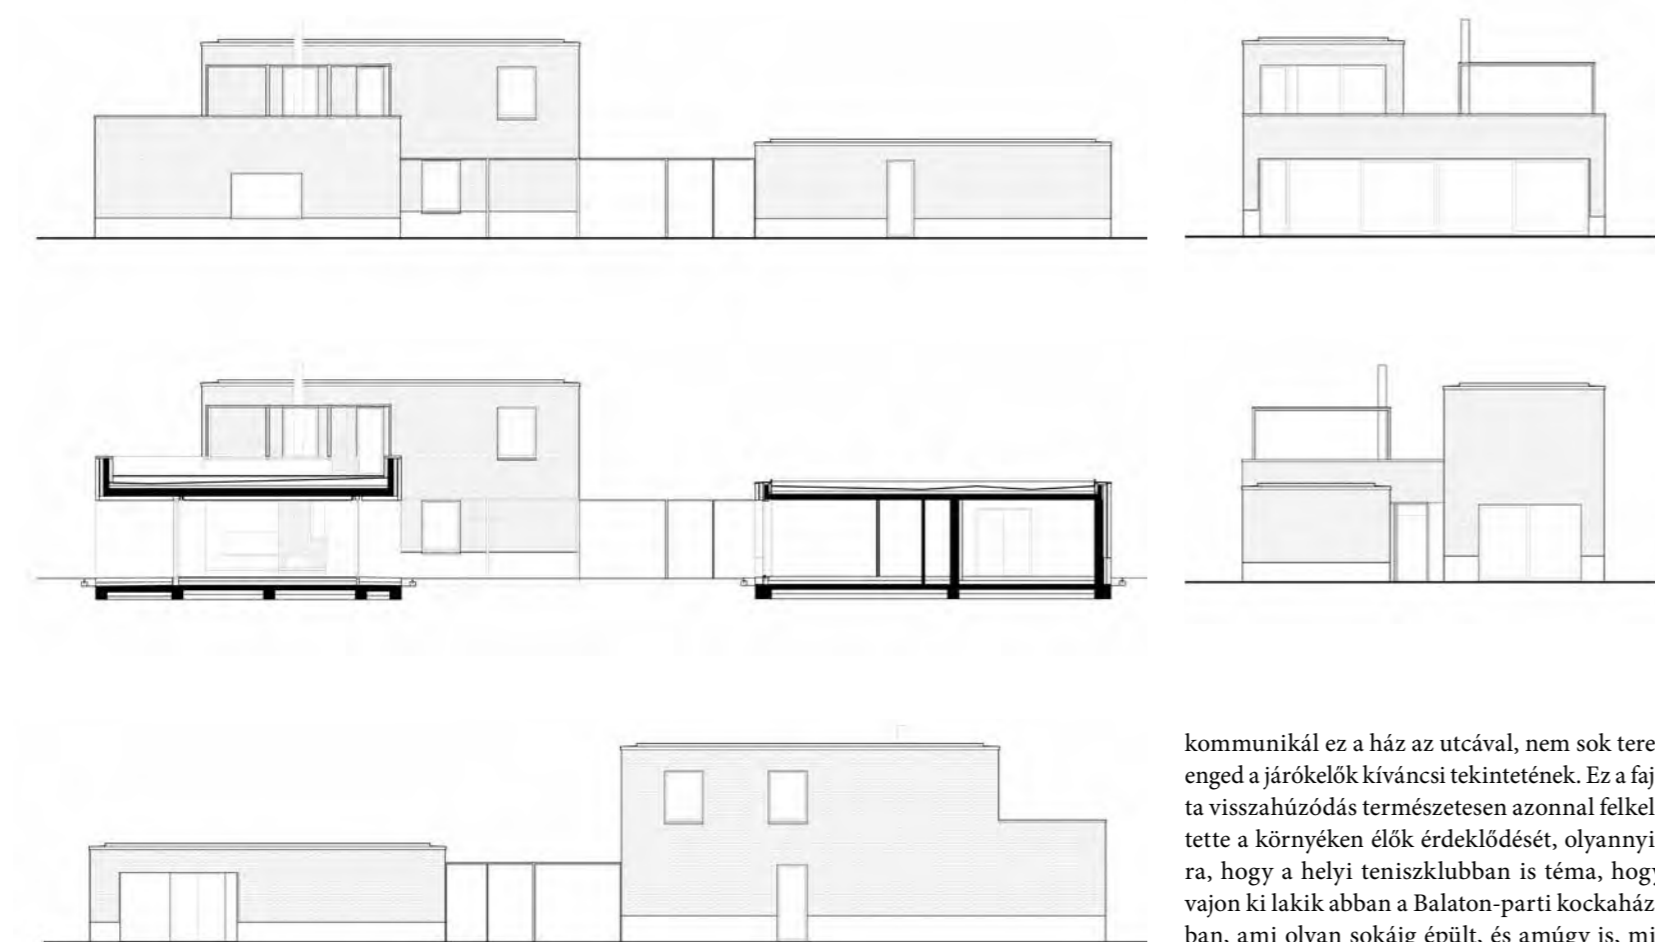 kommunikál ez a ház az utcával, nem sok tere
enged a járókelők kíváncsi tekintetének. Ez a faj
ta visszahúzódás természetesen azonnal felkel
tette a környéken élők érdeklődését, olyannyi
ra, hogy a helyi teniszklubban is téma, hogy
vajon ki lakik abban a Balaton-parti kockaház
ban, ami olyan sokáig épült, és amúgy is, mi